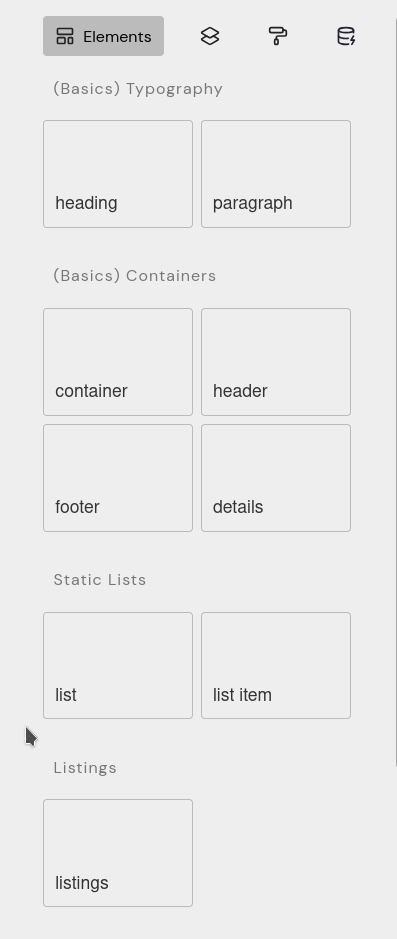 Elements
(Basics) Typography
heading
paragraph
(Basics) Containers
container
header
footer
details
Static Lists
list
list item
Listings
listings